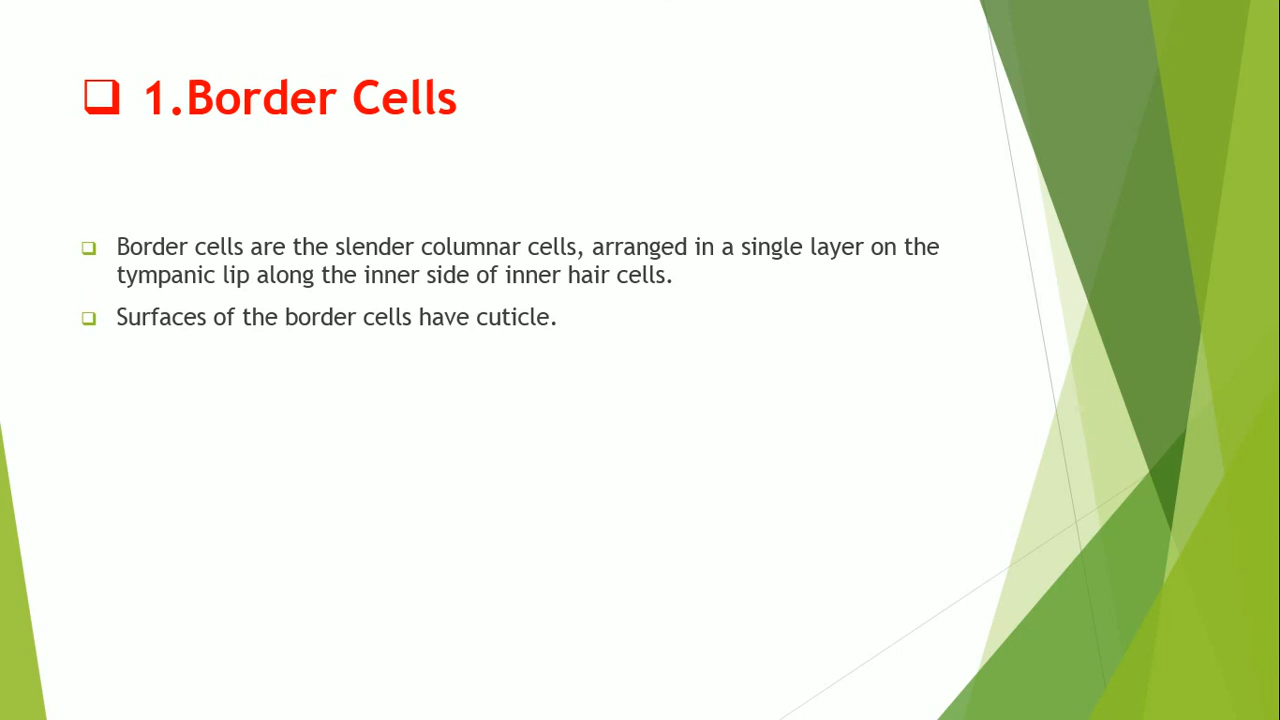 1.Border Cells
Border cells are the slender columnar cells, arranged in a single layer on the
tympanic lip along the inner side of inner hair cells.
Surfaces of the border cells have cuticle.